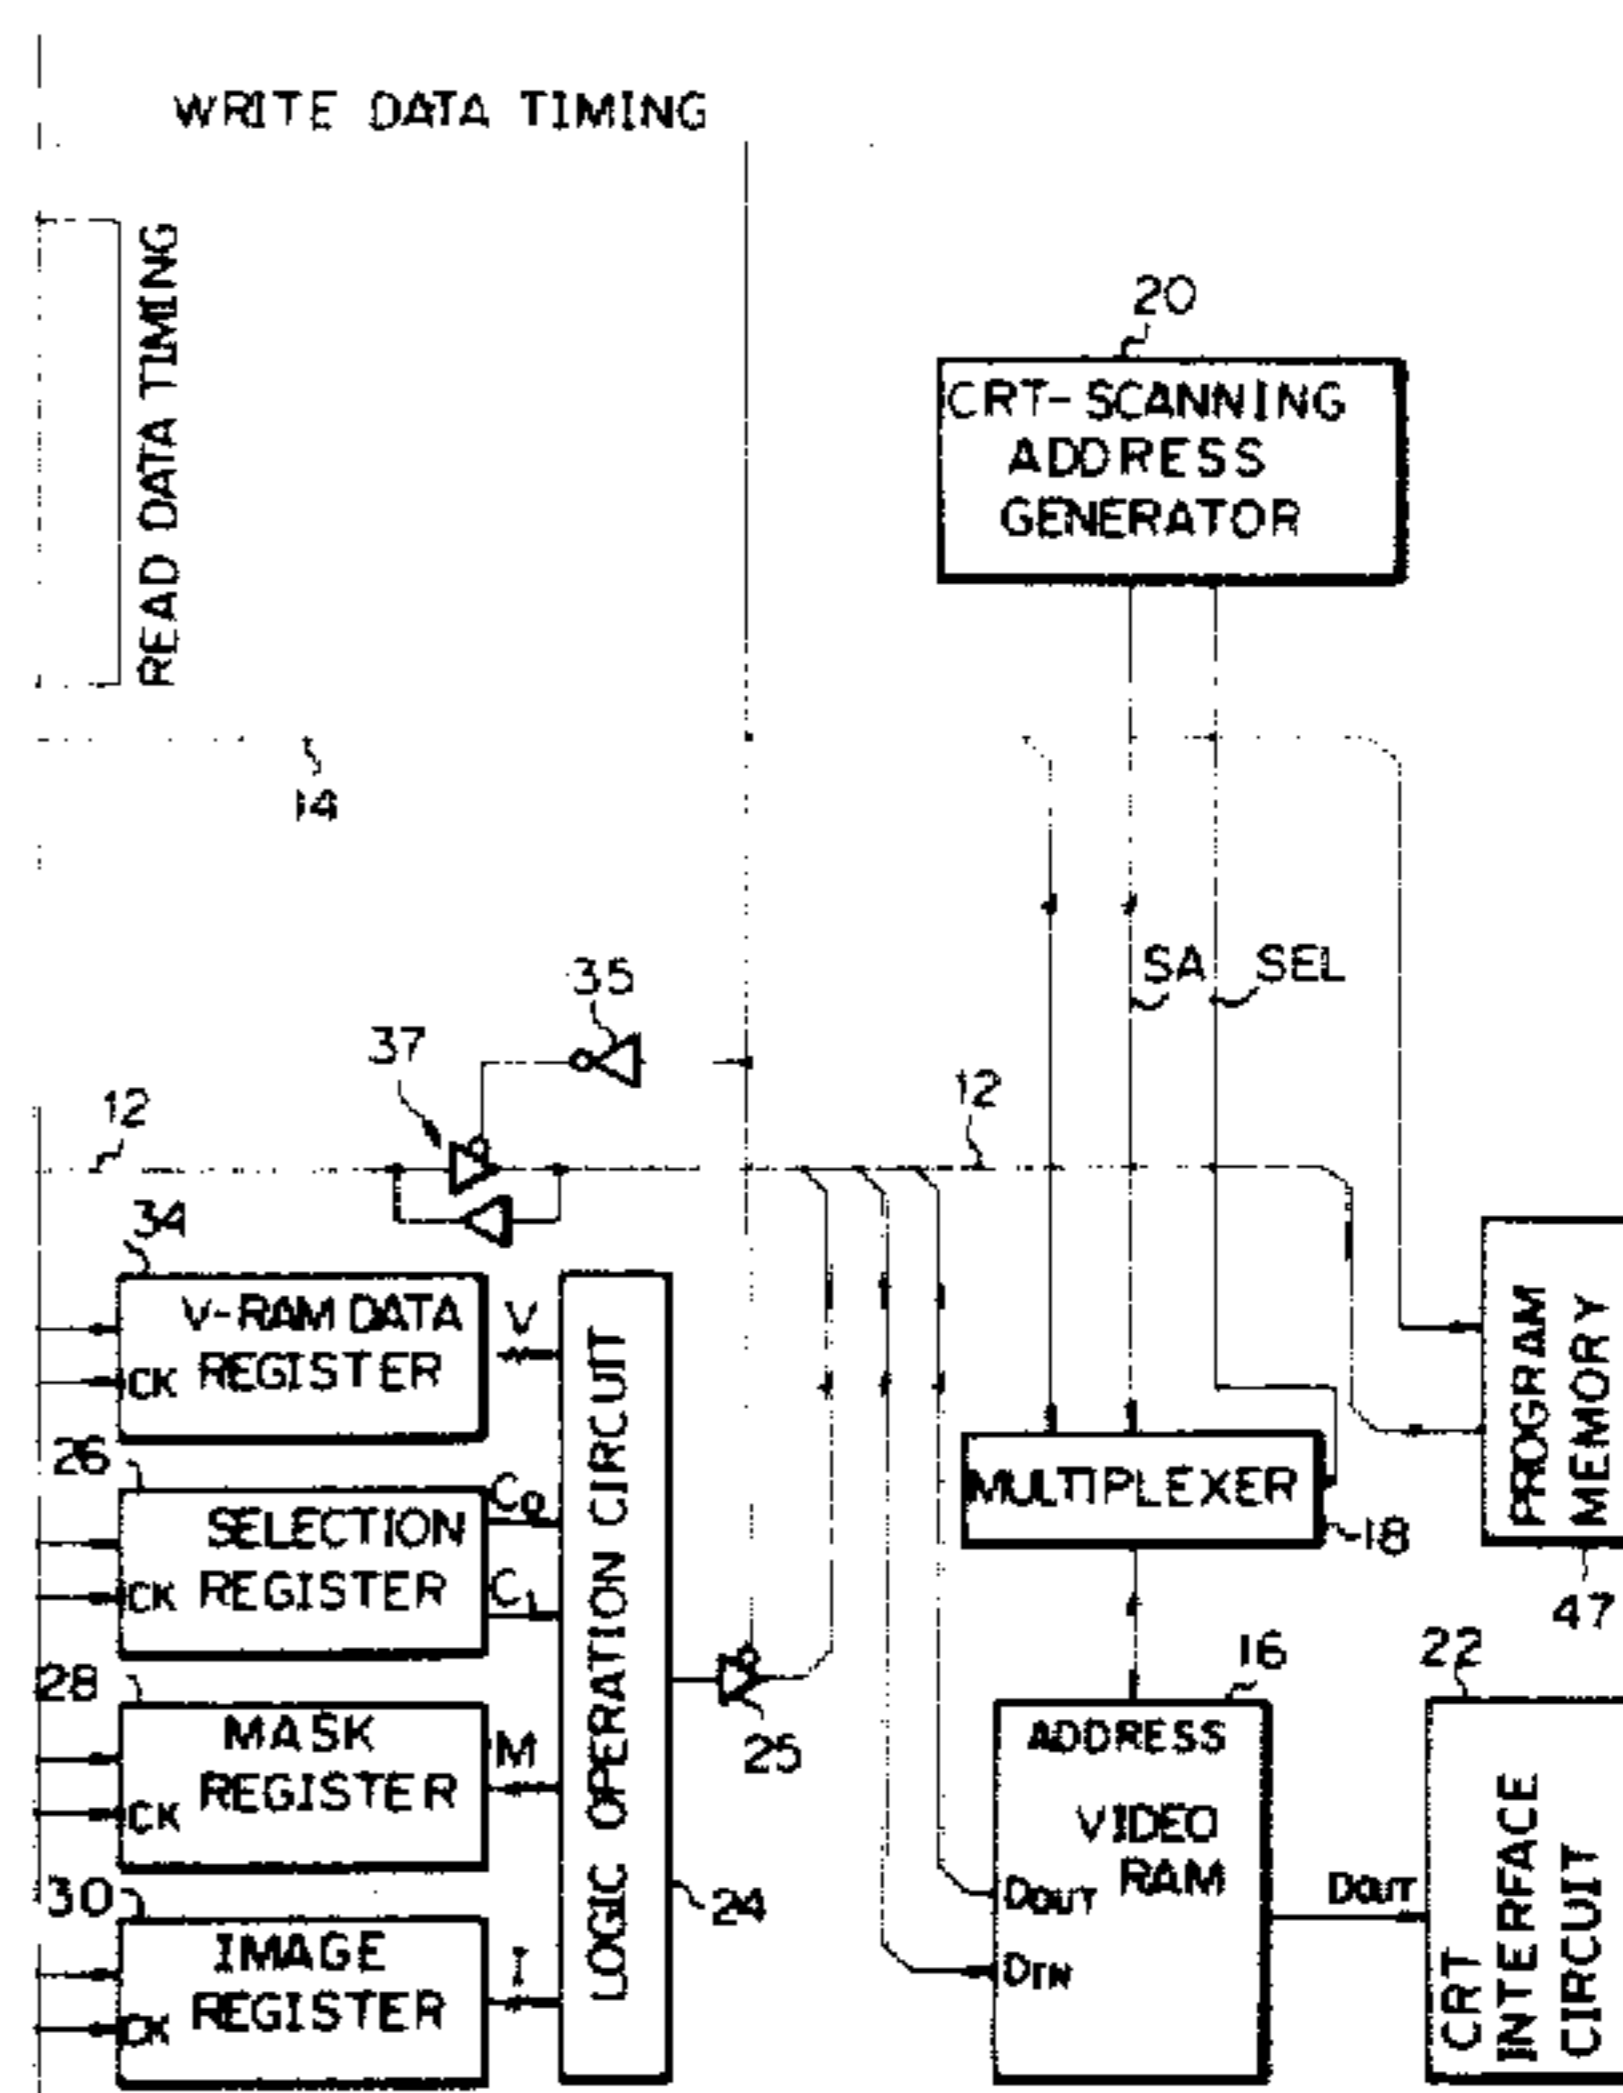 WRITE DATA TIMING
READ DATA TIMING
20
CRT-SCANNING
ADDRESS
GENERATOR
14
SA
SEL
35
37
12
12
34
V-RAM DATA
REGISTER
CK
V
26
SELECTION
REGISTER
CK
C0
C1
28
MASK
REGISTER
CK
M
30
IMAGE
REGISTER
CK
I
LOGIC OPERATION CIRCUIT
24
25
MULTIPLEXER
18
PROGRAM
MEMORY
47
16
ADDRESS
VIDEO
RAM
DOUT
DIN
DOUT
22
CRT
INTERFACE
CIRCUIT